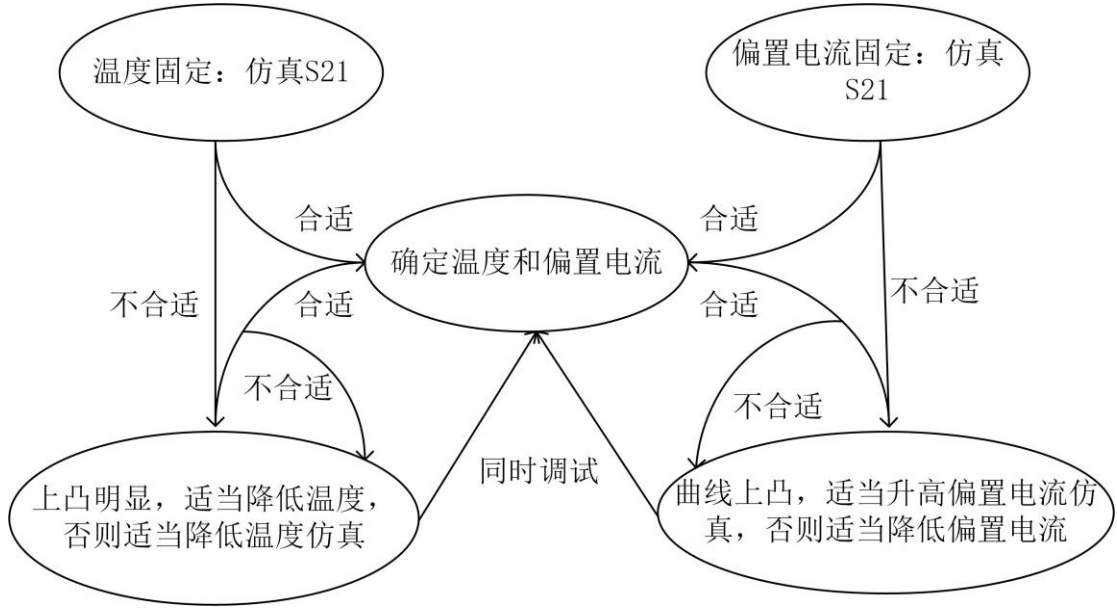 温度固定：仿真S21
偏置电流固定：仿真
S21
合适
合适
确定温度和偏置电流
不合适
合适
合适
不合适
不合适
不合适
同时调试
上凸明显，适当降低温度，
否则适当降低温度仿真
曲线上凸，适当升高偏置电流仿
真，否则适当降低偏置电流